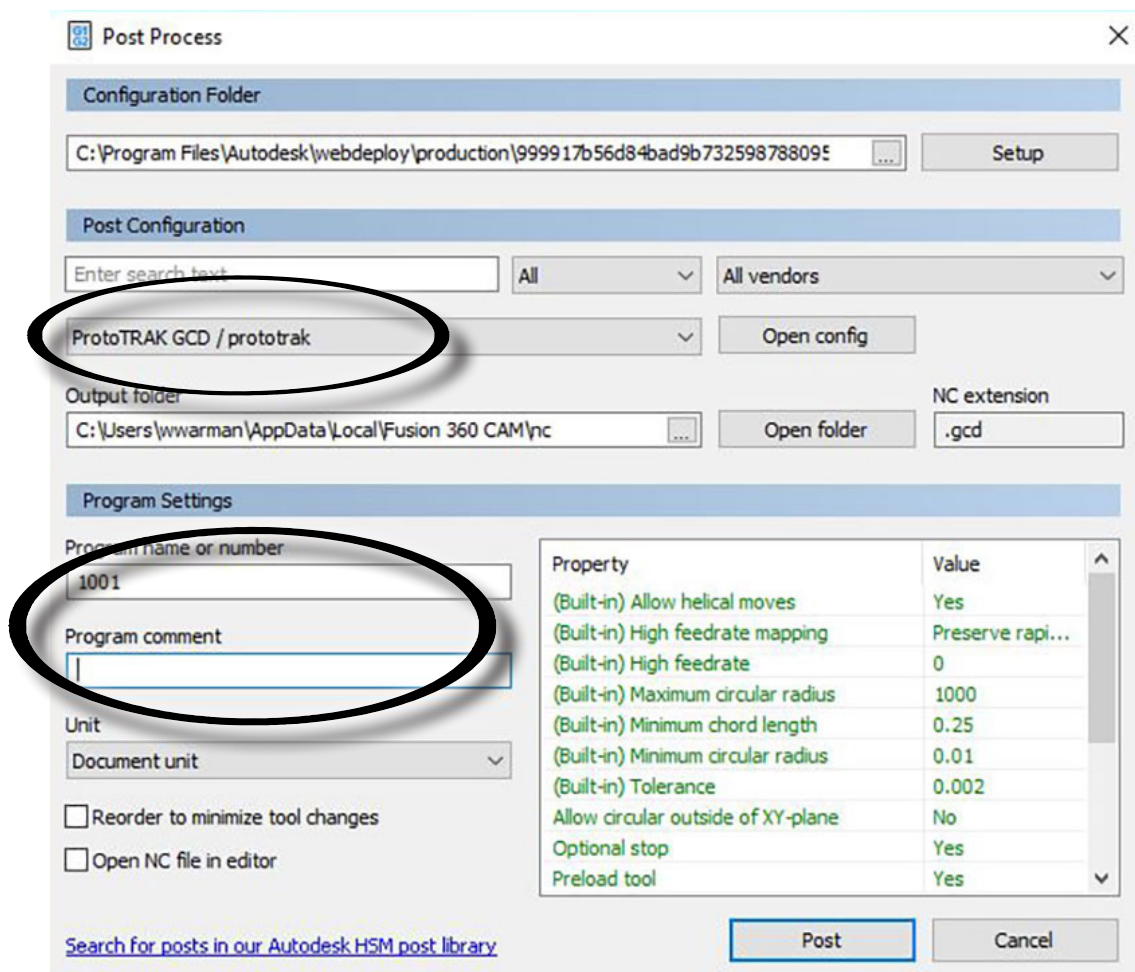 G1
G2
Post Process
Configuration Folder
C:\Program Files\Autodesk\webdeploy\production\999917b56d84bad9b732598788095
...
Setup
Post Configuration
Enter search text
All
All vendors
ProtoTRAK GCD / prototrak
Open config
Output folder
NC extension
C:\Users\wwarman\AppData\Local\Fusion 360 CAM\nc
...
Open folder
.gcd
Program Settings
Program name or number
1001
Program comment
Unit
Document unit
Reorder to minimize tool changes
Open NC file in editor
Property Value
(Built-in) Allow helical moves Yes
(Built-in) High feedrate mapping Preserve rapi...
(Built-in) High feedrate 0
(Built-in) Maximum circular radius 1000
(Built-in) Minimum chord length 0.25
(Built-in) Minimum circular radius 0.01
(Built-in) Tolerance 0.002
Allow circular outside of XY-plane No
Optional stop Yes
Preload tool Yes
Search for posts in our Autodesk HSM post library
Post
Cancel